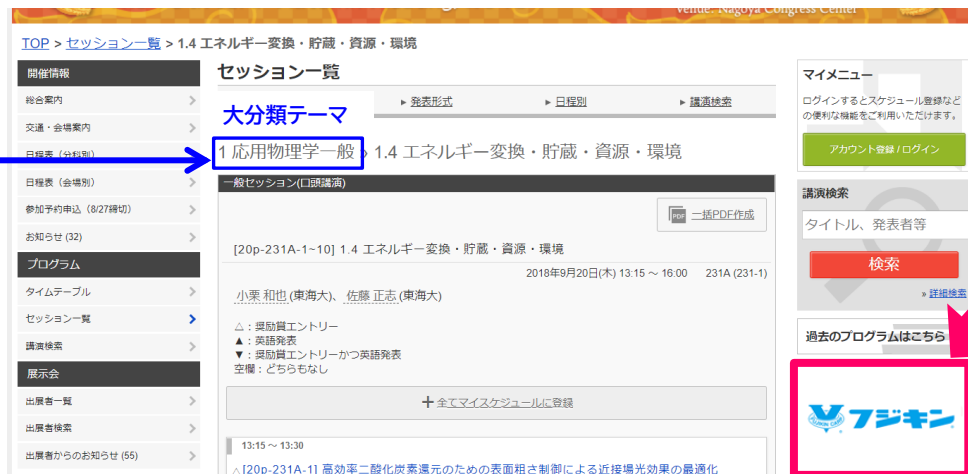 Venue: Nagoya Congress Center
TOP > セッション一覧 > 1.4 エネルギー変換・貯蔵・資源・環境
開催情報
総合案内
交通・会場案内
日程表（分科別）
日程表（会場別）
参加予約申込（8/27締切）
お知らせ (32)
プログラム
タイムテーブル
セッション一覧
講演検索
展示会
出展者一覧
出展者検索
出展者からのお知らせ (55)
セッション一覧
大分類テーマ
▸ 発表形式
▸ 日程別
▸ 講演検索
1 応用物理学一般 » 1.4 エネルギー変換・貯蔵・資源・環境
一般セッション(口頭講演)
PDF 一括PDF作成
[20p-231A-1~10] 1.4 エネルギー変換・貯蔵・資源・環境
2018年9月20日(木) 13:15 ～ 16:00 231A (231-1)
小栗 和也(東海大)、 佐藤 正志(東海大)
△：奨励賞エントリー
▲：英語発表
▼：奨励賞エントリーかつ英語発表
空欄：どちらもなし
+ 全てマイスケジュールに登録
13:15 ～ 13:30
△[20p-231A-1] 高効率二酸化炭素還元のための表面粗さ制御による近接場光効果の最適化
マイメニュー
ログインするとスケジュール登録など
の便利な機能をご利用いただけます。
アカウント登録 / ログイン
講演検索
タイトル、発表者等
検索
» 詳細検索
過去のプログラムはこちら
FUJIKIN CARP
フジキン